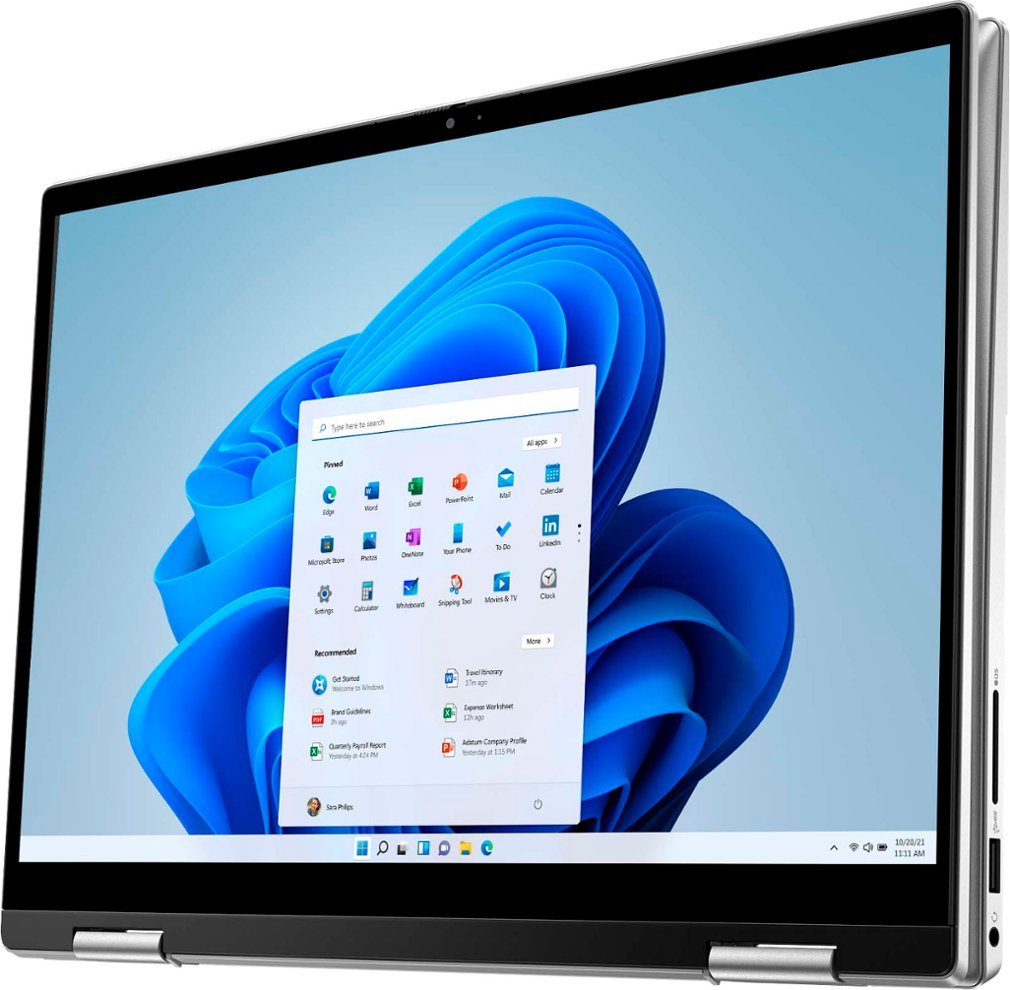 Type here to search
All apps >
Pinned
Edge
Word
Excel
PowerPoint
Mail
Calendar
Microsoft Store
Photos
OneNote
Your Phone
To Do
LinkedIn
Settings
Calculator
Whiteboard
Snipping Tool
Movies & TV
Clock
More >
Recommended
Get Started
Welcome to Windows
Travel Itinerary
17m ago
Brand Guidelines
2h ago
Expense Worksheet
12h ago
Quarterly Payroll Report
Yesterday at 4:24 PM
Adatum Company Profile
Yesterday at 1:15 PM
Sara Philips
10/20/21
11:11 AM
in
PDF
SD